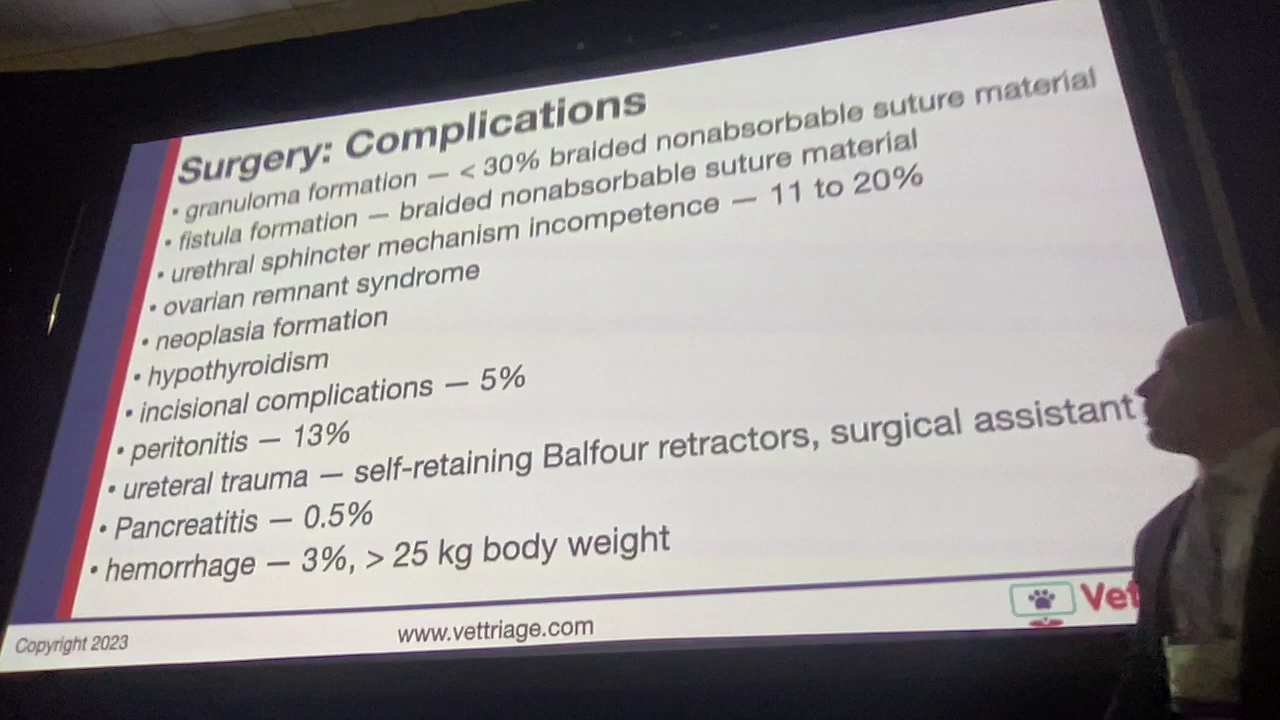 Surgery: Complications
• granuloma formation — < 30% braided nonabsorbable suture material
• fistula formation — braided nonabsorbable suture material
• urethral sphincter mechanism incompetence — 11 to 20%
• ovarian remnant syndrome
• neoplasia formation
• hypothyroidism
• incisional complications — 5%
• peritonitis — 13%
• ureteral trauma — self-retaining Balfour retractors, surgical assistant
• Pancreatitis — 0.5%
• hemorrhage — 3%, > 25 kg body weight
Copyright 2023
www.vettriage.com
Vet